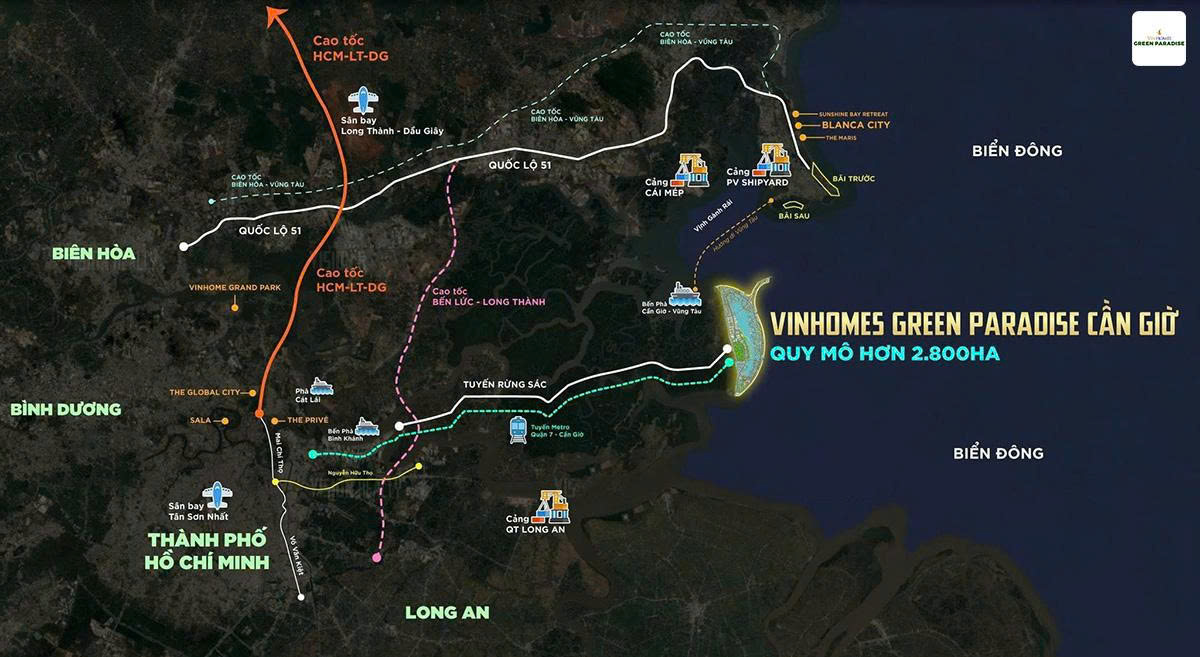 VINHOMES
GREEN PARADISE
Cao tốc
HCM-LT-DG
CAO TỐC
BIÊN HÒA - VŨNG TÀU
Sân bay
Long Thành - Dầu Giây
CAO TỐC
BIÊN HÒA - VŨNG TÀU
SUNSHINE BAY RETREAT
BLANCA CITY
THE MARIS
BIỂN ĐÔNG
QUỐC LỘ 51
Cảng
CÁI MÉP
Cảng
PV SHIPYARD
BÃI TRƯỚC
CAO TỐC
BIÊN HÒA - VŨNG TÀU
BÃI SAU
Vịnh Gành Rái
Hướng đi Vũng Tàu
QUỐC LỘ 51
BIÊN HÒA
Cao tốc
HCM-LT-DG
VINHOME GRAND PARK
Cao tốc
BẾN LỨC - LONG THÀNH
Bến Phà
Cần Giờ - Vũng Tàu
VINHOMES GREEN PARADISE CẦN GIỜ
QUY MÔ HƠN 2.800HA
TUYẾN RỪNG SÁC
THE GLOBAL CITY
Phà
Cát Lái
BÌNH DƯƠNG
SALA
THE PRIVÉ
Bến Phà
Bình Khánh
Tuyến Metro
Quận 7 - Cần Giờ
Mai Chí Thọ
BIỂN ĐÔNG
Nguyễn Hữu Thọ
Sân bay
Tân Sơn Nhất
Cảng
QT LONG AN
THÀNH PHỐ
HỒ CHÍ MINH
Võ Văn Kiệt
LONG AN